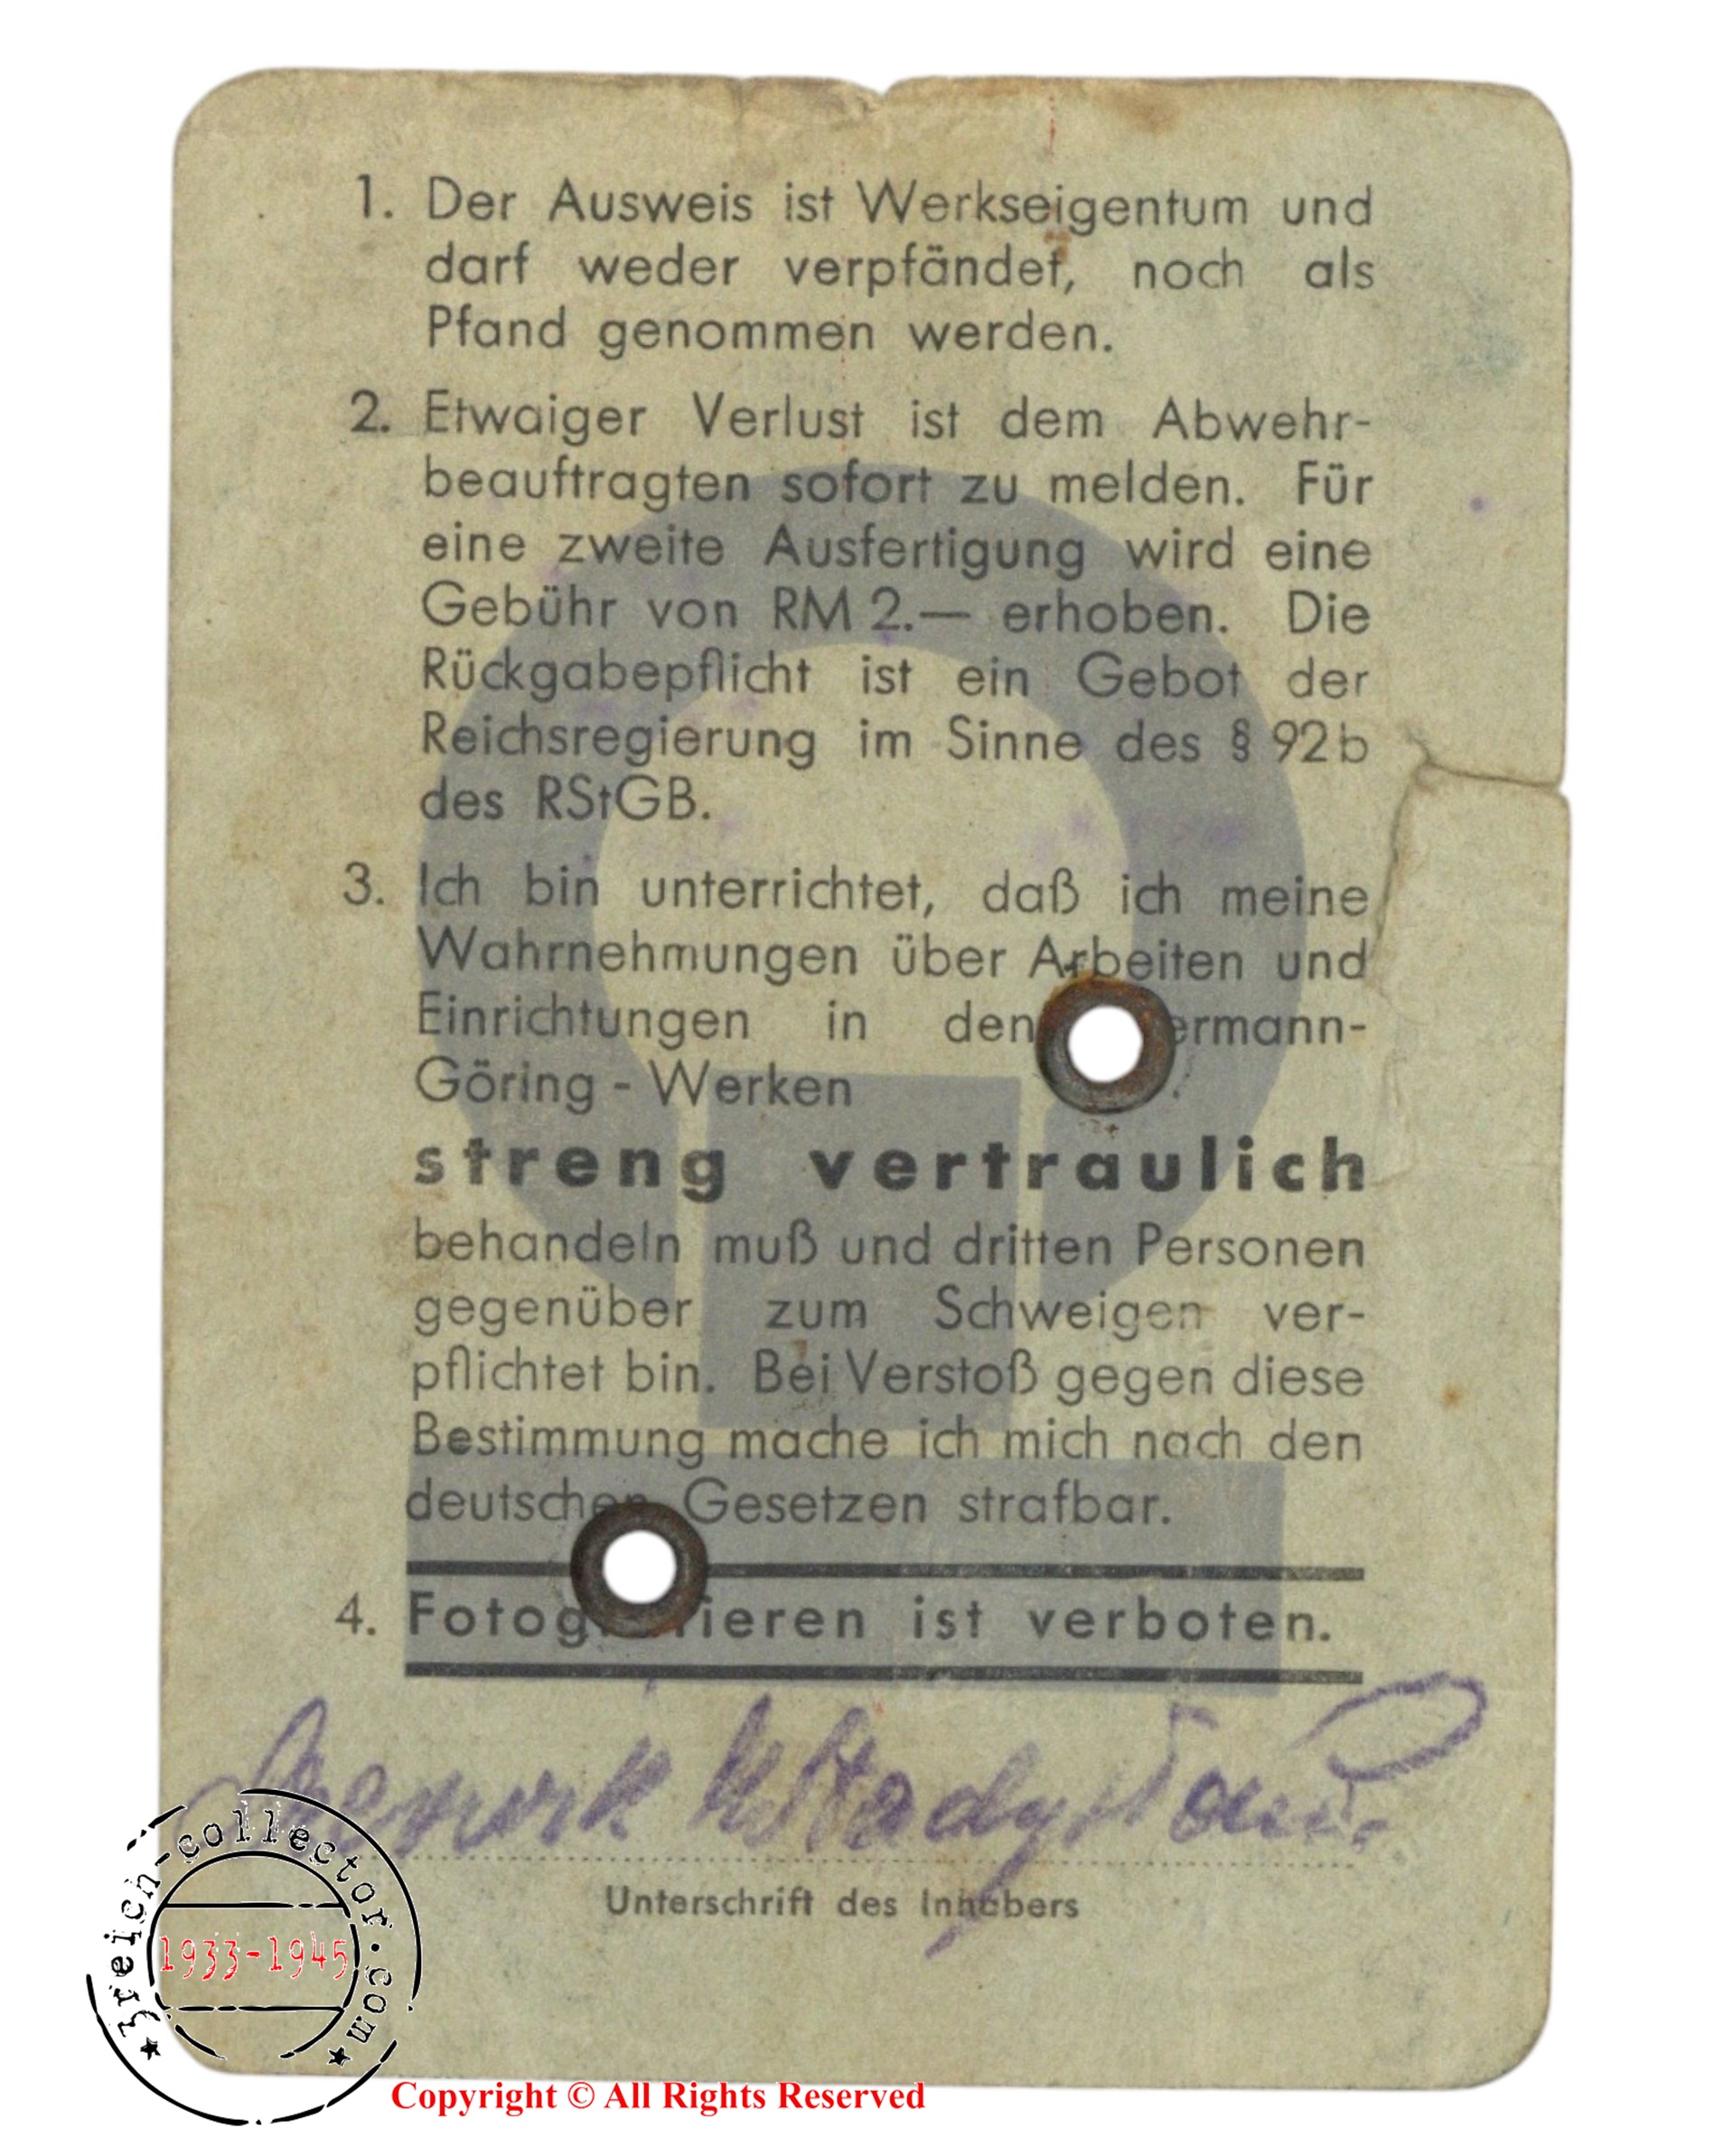 1. Der Ausweis ist Werkseigentum und
darf weder verpfändet, noch als
Pfand genommen werden.
2. Etwaiger Verlust ist dem Abwehr-
beauftragten sofort zu melden. Für
eine zweite Ausfertigung wird eine
Gebühr von RM 2.— erhoben. Die
Rückgabepflicht ist ein Gebot der
Reichsregierung im Sinne des § 92b
des RStGB.
3. Ich bin unterrichtet, daß ich meine
Wahrnehmungen über Arbeiten und
Einrichtungen in den ermann-
Göring - Werken
streng vertraulich
behandeln muß und dritten Personen
gegenüber zum Schweigen ver-
pflichtet bin. Bei Verstoß gegen diese
Bestimmung mache ich mich nach den
deutschen Gesetzen strafbar.
4. Fotog ieren ist verboten.
Unterschrift des Inhabers
3reich-collector.com
1933-1945
Copyright © All Rights Reserved